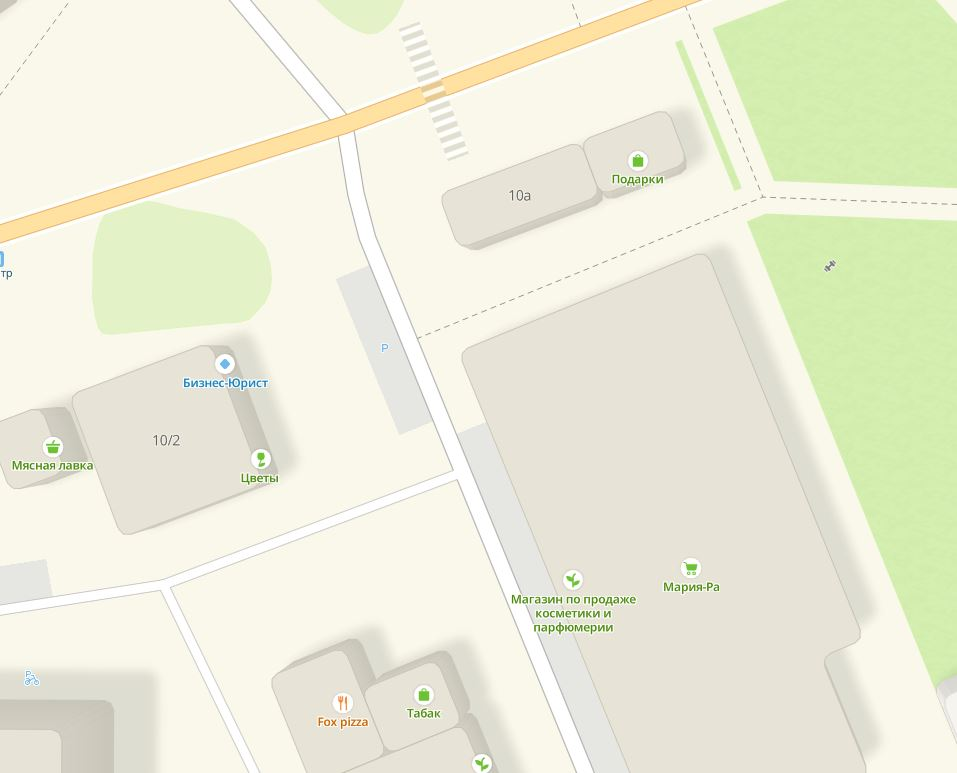 10а
Подарки
тр
P
Бизнес-Юрист
10/2
Мясная лавка
Цветы
Мария-Ра
Магазин по продаже
косметики и
парфюмерии
P
Fox pizza
Табак